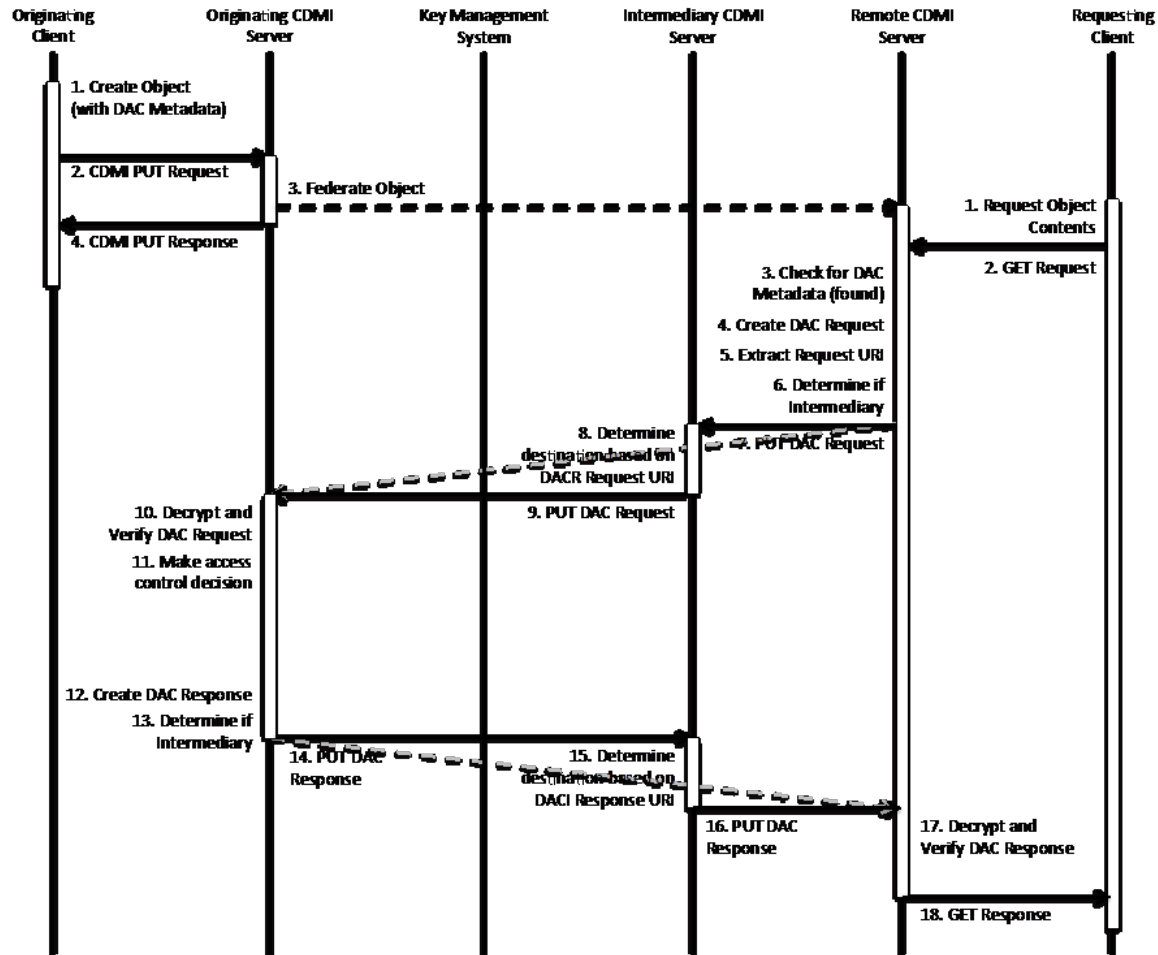 Originating
Client
Originating CDMI
Server
Key Management
System
Intermediary CDMI
Server
Remote CDMI
Server
Requesting
Client
1. Create Object
(with DAC Metadata)
2. CDMI PUT Request
3. Federate Object
4. CDMI PUT Response
1. Request Object
Contents
2. GET Request
3. Check for DAC
Metadata (found)
4. Create DAC Request
5. Extract Request URI
6. Determine if
Intermediary
7. PUT DAC Request
8. Determine
destination based on
DACR Request URI
9. PUT DAC Request
10. Decrypt and
Verify DAC Request
11. Make access
control decision
12. Create DAC Response
13. Determine if
Intermediary
14. PUT DAC
Response
15. Determine
destination based on
DACI Response URI
16. PUT DAC
Response
17. Decrypt and
Verify DAC Response
18. GET Response